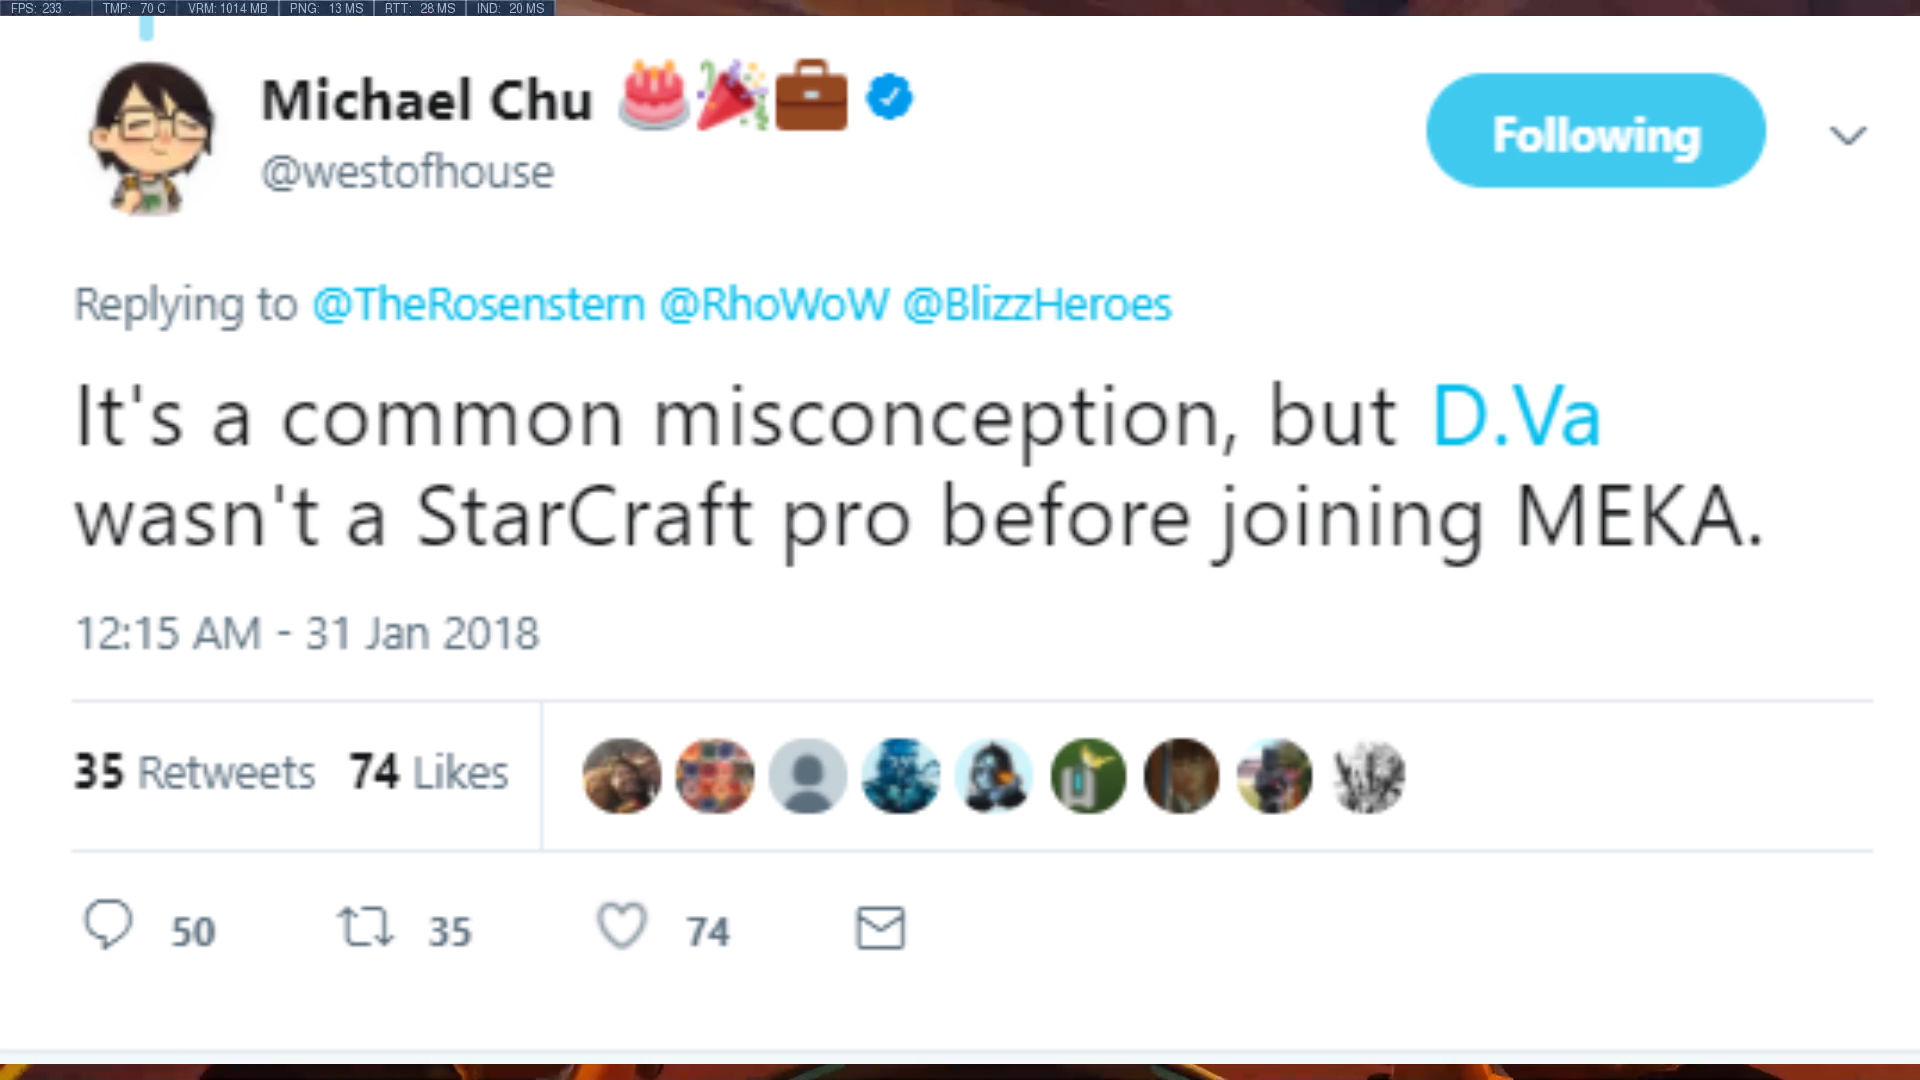 FPS: 233 TMP: 70 C VRM: 1014 MB PNG: 13 MS RTT: 28 MS IND: 20 MS
Michael Chu 🎂🎉💼
Following
@westofhouse
Replying to @TheRosenstern @RhoWoW @BlizzHeroes
It's a common misconception, but D.Va
wasn't a StarCraft pro before joining MEKA.
12:15 AM - 31 Jan 2018
35 Retweets 74 Likes
50 35 74